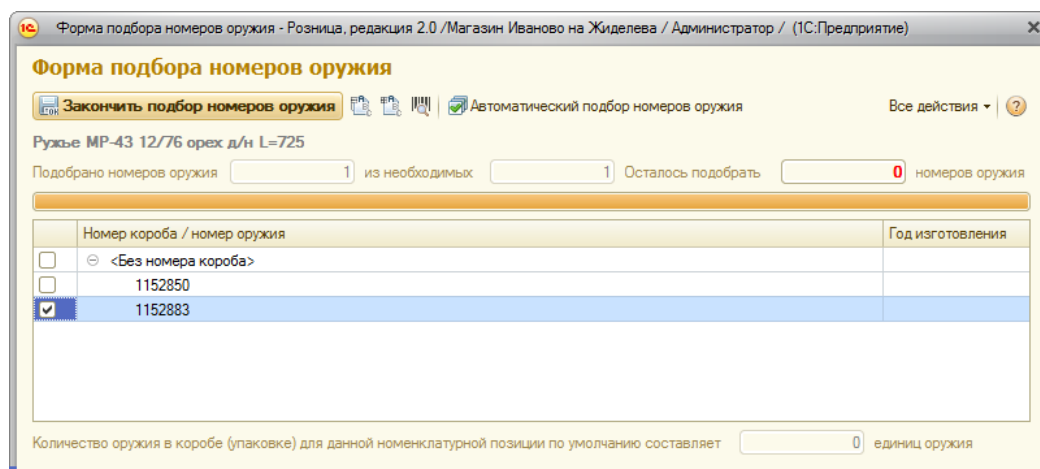 Форма подбора номеров оружия - Розница, редакция 2.0 /Магазин Иваново на Жиделева / Администратор / (1С:Предприятие)
Форма подбора номеров оружия
Закончить подбор номеров оружия Автоматический подбор номеров оружия Все действия
Ружье МР-43 12/76 орех д/н L=725
Подобрано номеров оружия 1 из необходимых 1 Осталось подобрать 0 номеров оружия
Номер короба / номер оружия Год изготовления
<Без номера короба>
1152850
1152883
Количество оружия в коробе (упаковке) для данной номенклатурной позиции по умолчанию составляет 0 единиц оружия